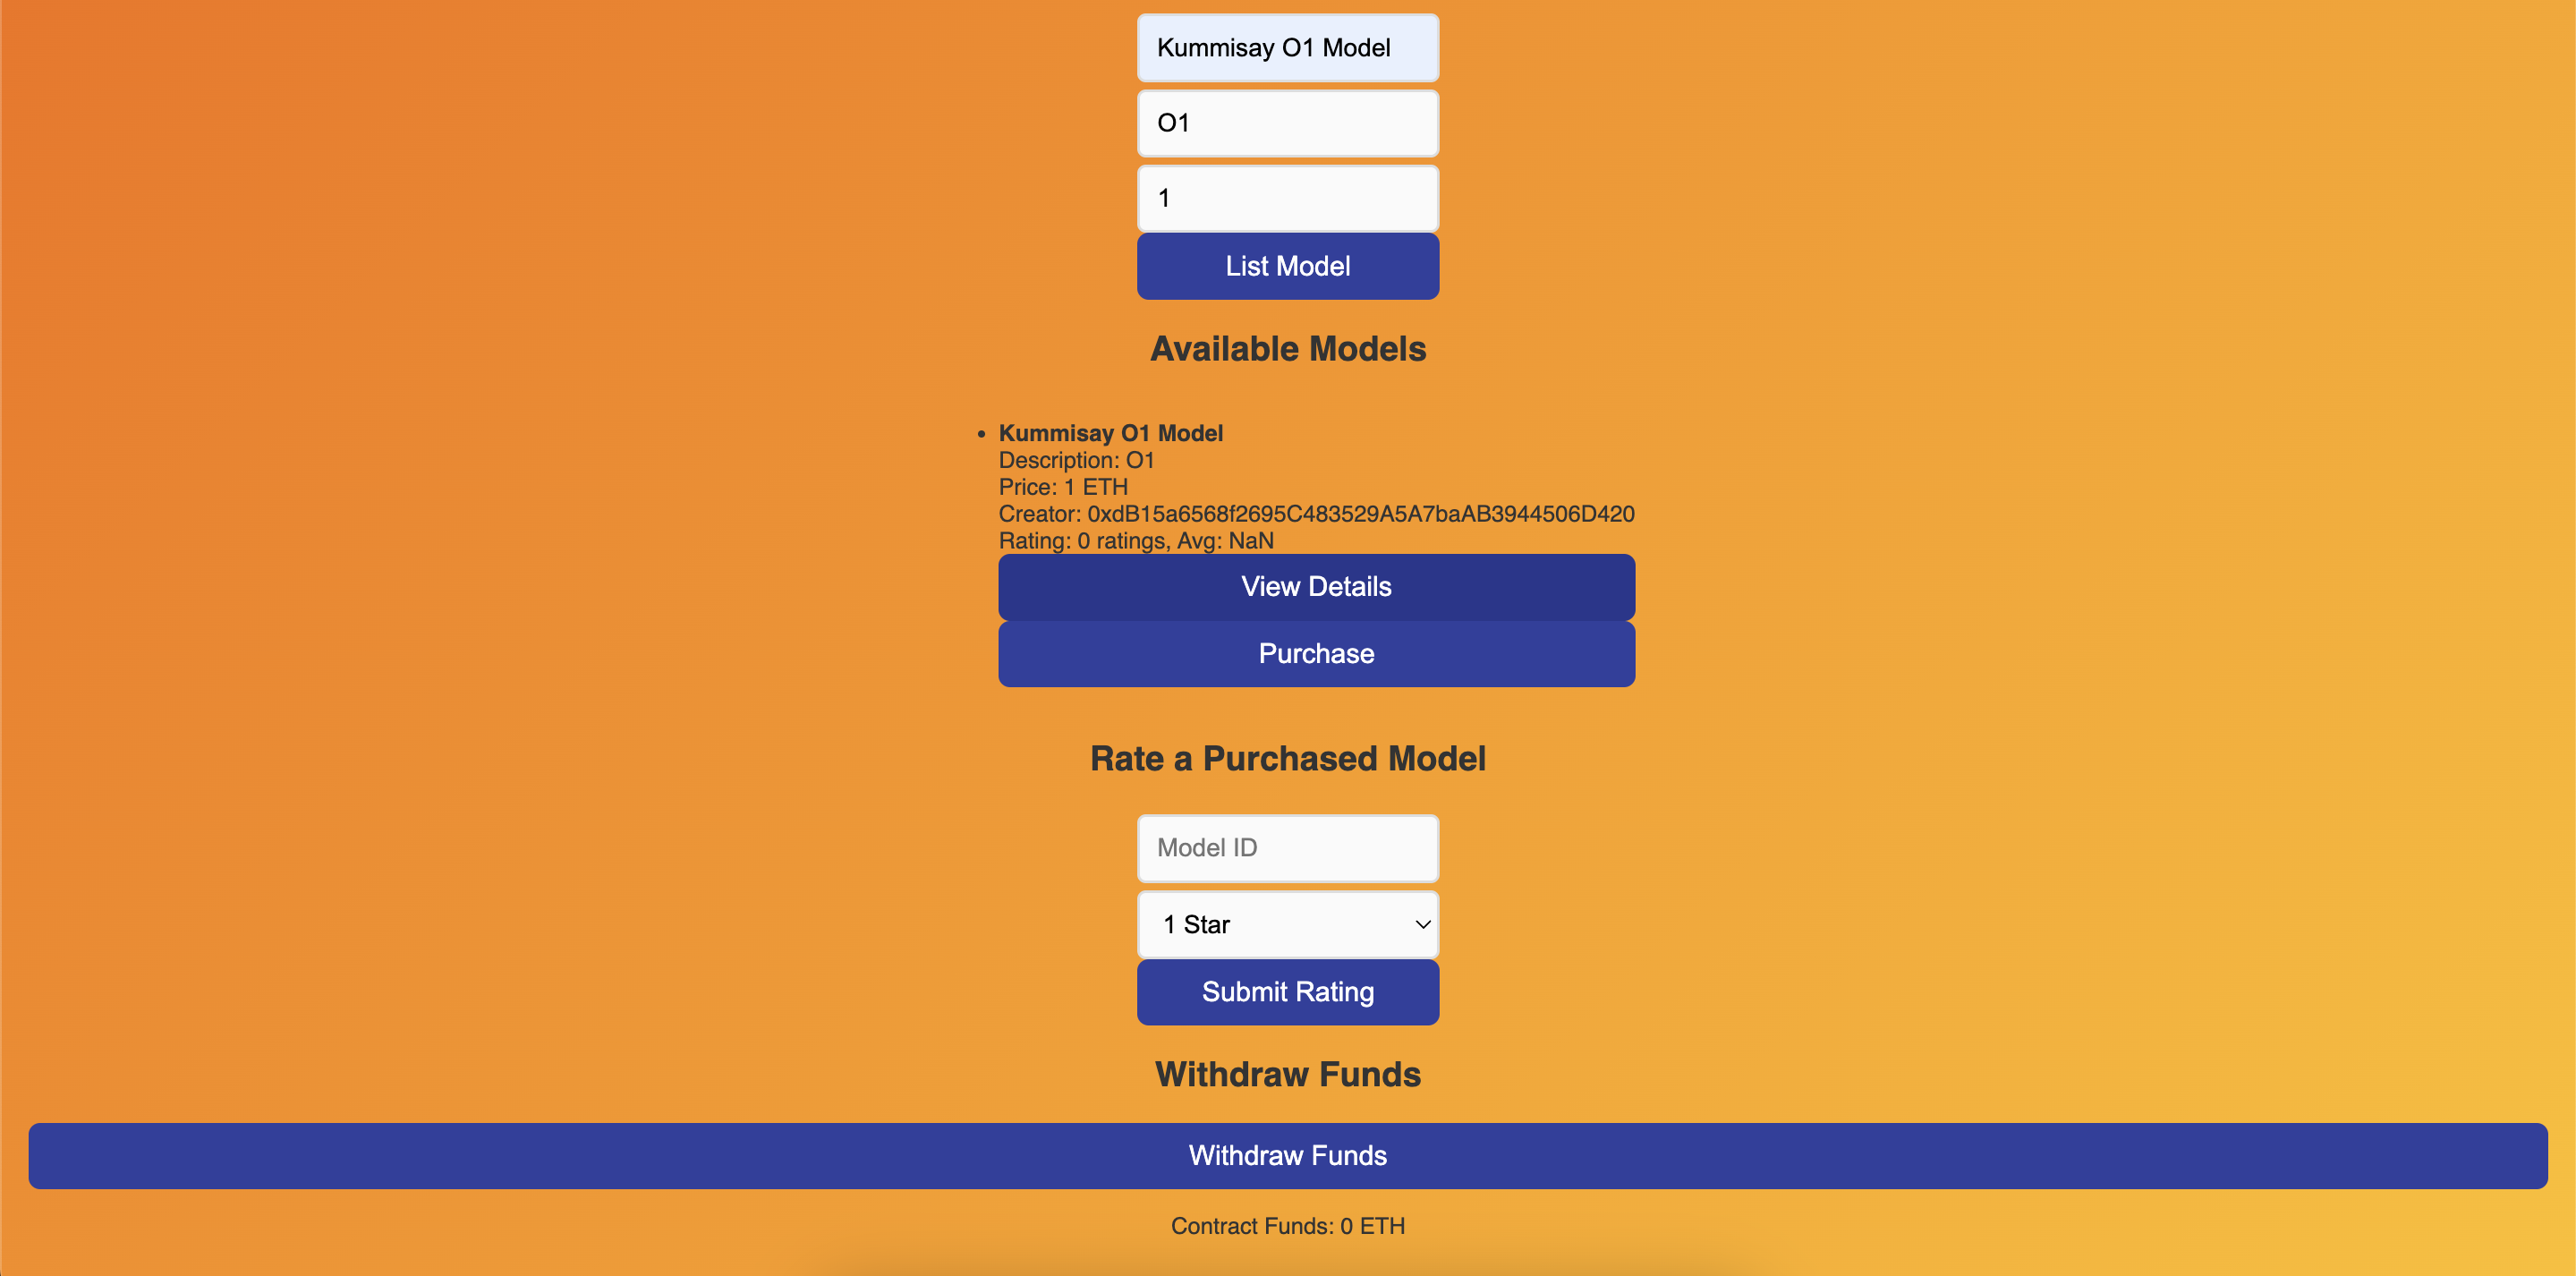 Kummisay O1 Model
O1
1
List Model
Available Models
Kummisay O1 Model
Description: O1
Price: 1 ETH
Creator: 0xdB15a6568f2695C483529A5A7baAB3944506D420
Rating: 0 ratings, Avg: NaN
View Details
Purchase
Rate a Purchased Model
Model ID
1 Star
Submit Rating
Withdraw Funds
Withdraw Funds
Contract Funds: 0 ETH